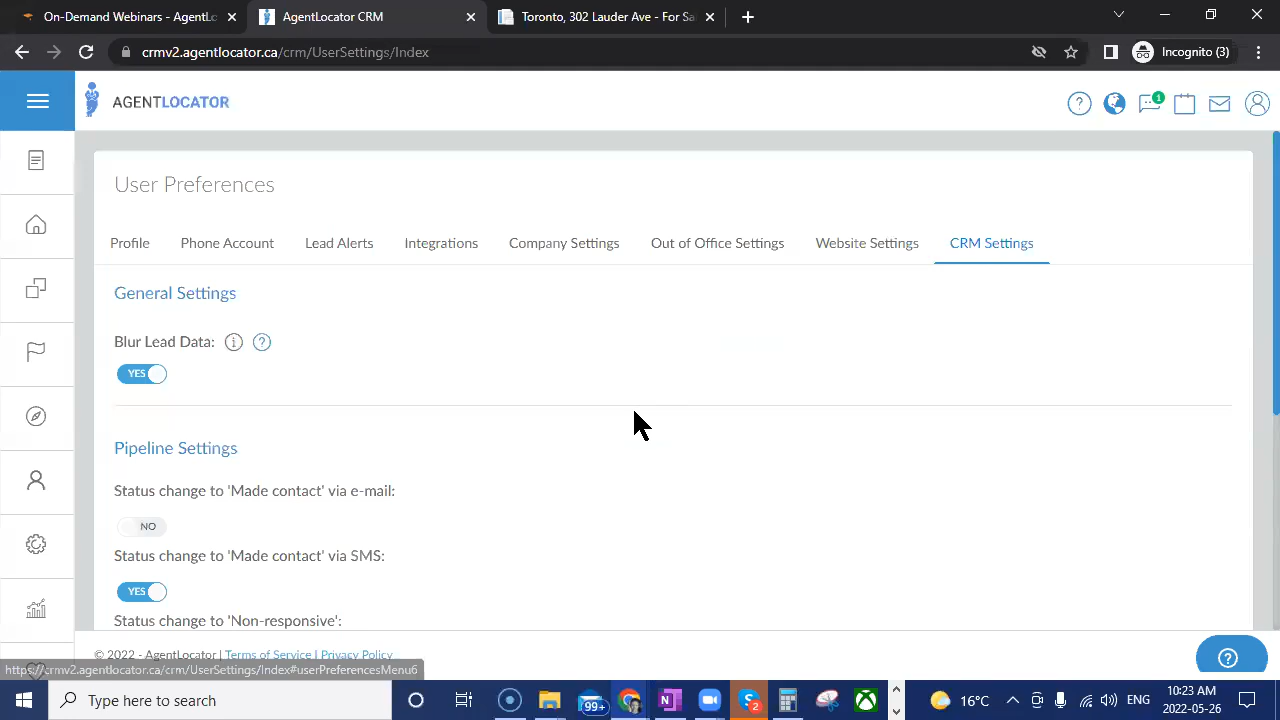 On-Demand Webinars - AgentLo
AgentLocator CRM
Toronto, 302 Lauder Ave - For Sa
crmv2.agentlocator.ca/crm/UserSettings/Index
Incognito (3)
AGENTLOCATOR
1
User Preferences
Profile
Phone Account
Lead Alerts
Integrations
Company Settings
Out of Office Settings
Website Settings
CRM Settings
General Settings
Blur Lead Data:
YES
Pipeline Settings
Status change to 'Made contact' via e-mail:
NO
Status change to 'Made contact' via SMS:
YES
Status change to 'Non-responsive':
© 2022 - AgentLocator | Terms of Service | Privacy Policy
https://crmv2.agentlocator.ca/crm/UserSettings/Index#userPreferencesMenu6
Type here to search
99+
2
16°C
ENG
10:23 AM
2022-05-26